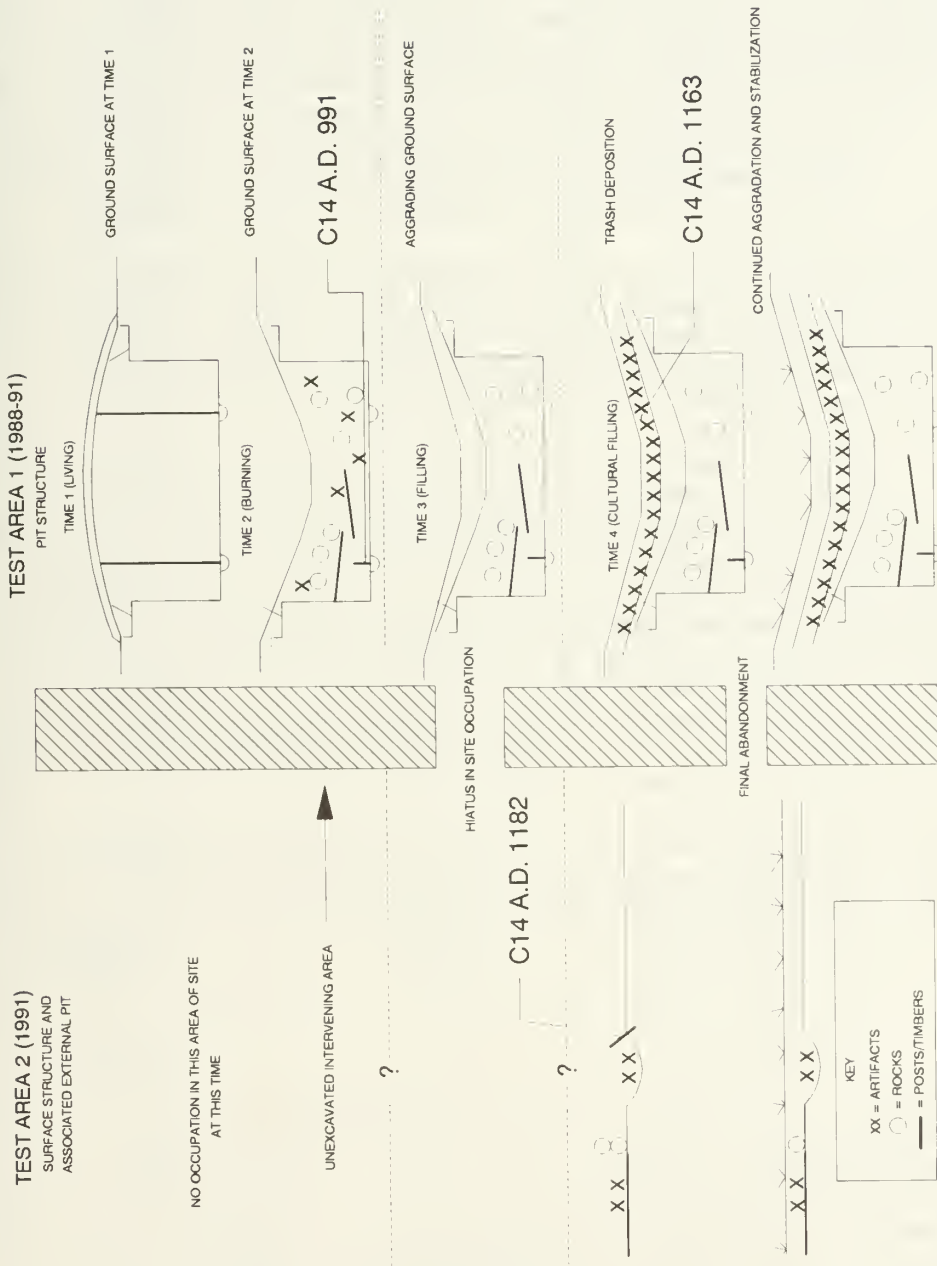 TEST AREA 2 (1991)
SURFACE STRUCTURE AND
ASSOCIATED EXTERNAL PIT
NO OCCUPATION IN THIS AREA OF SITE
AT THIS TIME
UNEXCAVATED INTERVENING AREA
?
HIATUS IN SITE OCCUPATION
C14 A.D. 1182
?
XX
XX
FINAL ABANDONMENT
XX
XX
KEY
XX = ARTIFACTS
= ROCKS
= POSTS/TIMBERS
TEST AREA 1 (1988-91)
PIT STRUCTURE
TIME 1 (LIVING)
GROUND SURFACE AT TIME 1
TIME 2 (BURNING)
GROUND SURFACE AT TIME 2
C14 A.D. 991
TIME 3 (FILLING)
AGGRADING GROUND SURFACE
TIME 4 (CULTURAL FILLING)
TRASH DEPOSITION
C14 A.D. 1163
CONTINUED AGGRADATION AND STABILIZATION